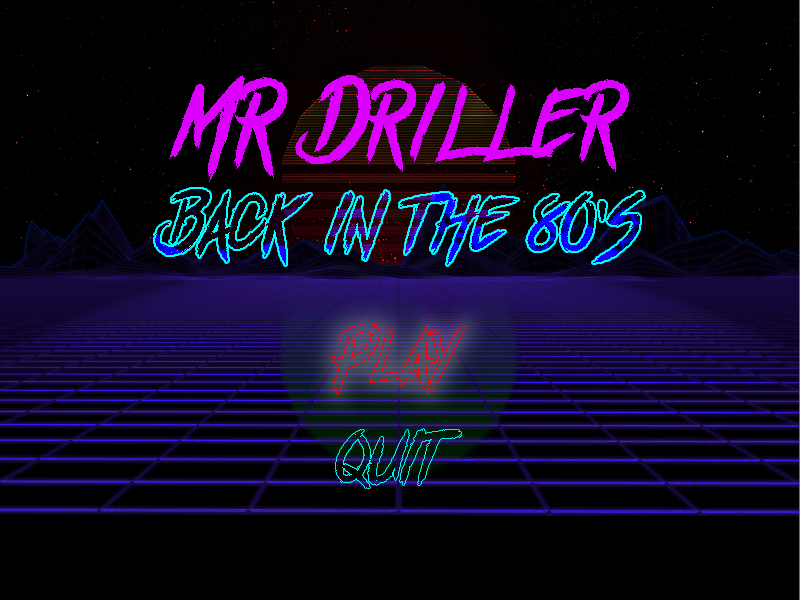 MR DRILLER
BACK IN THE 80'S
PLAY
QUIT